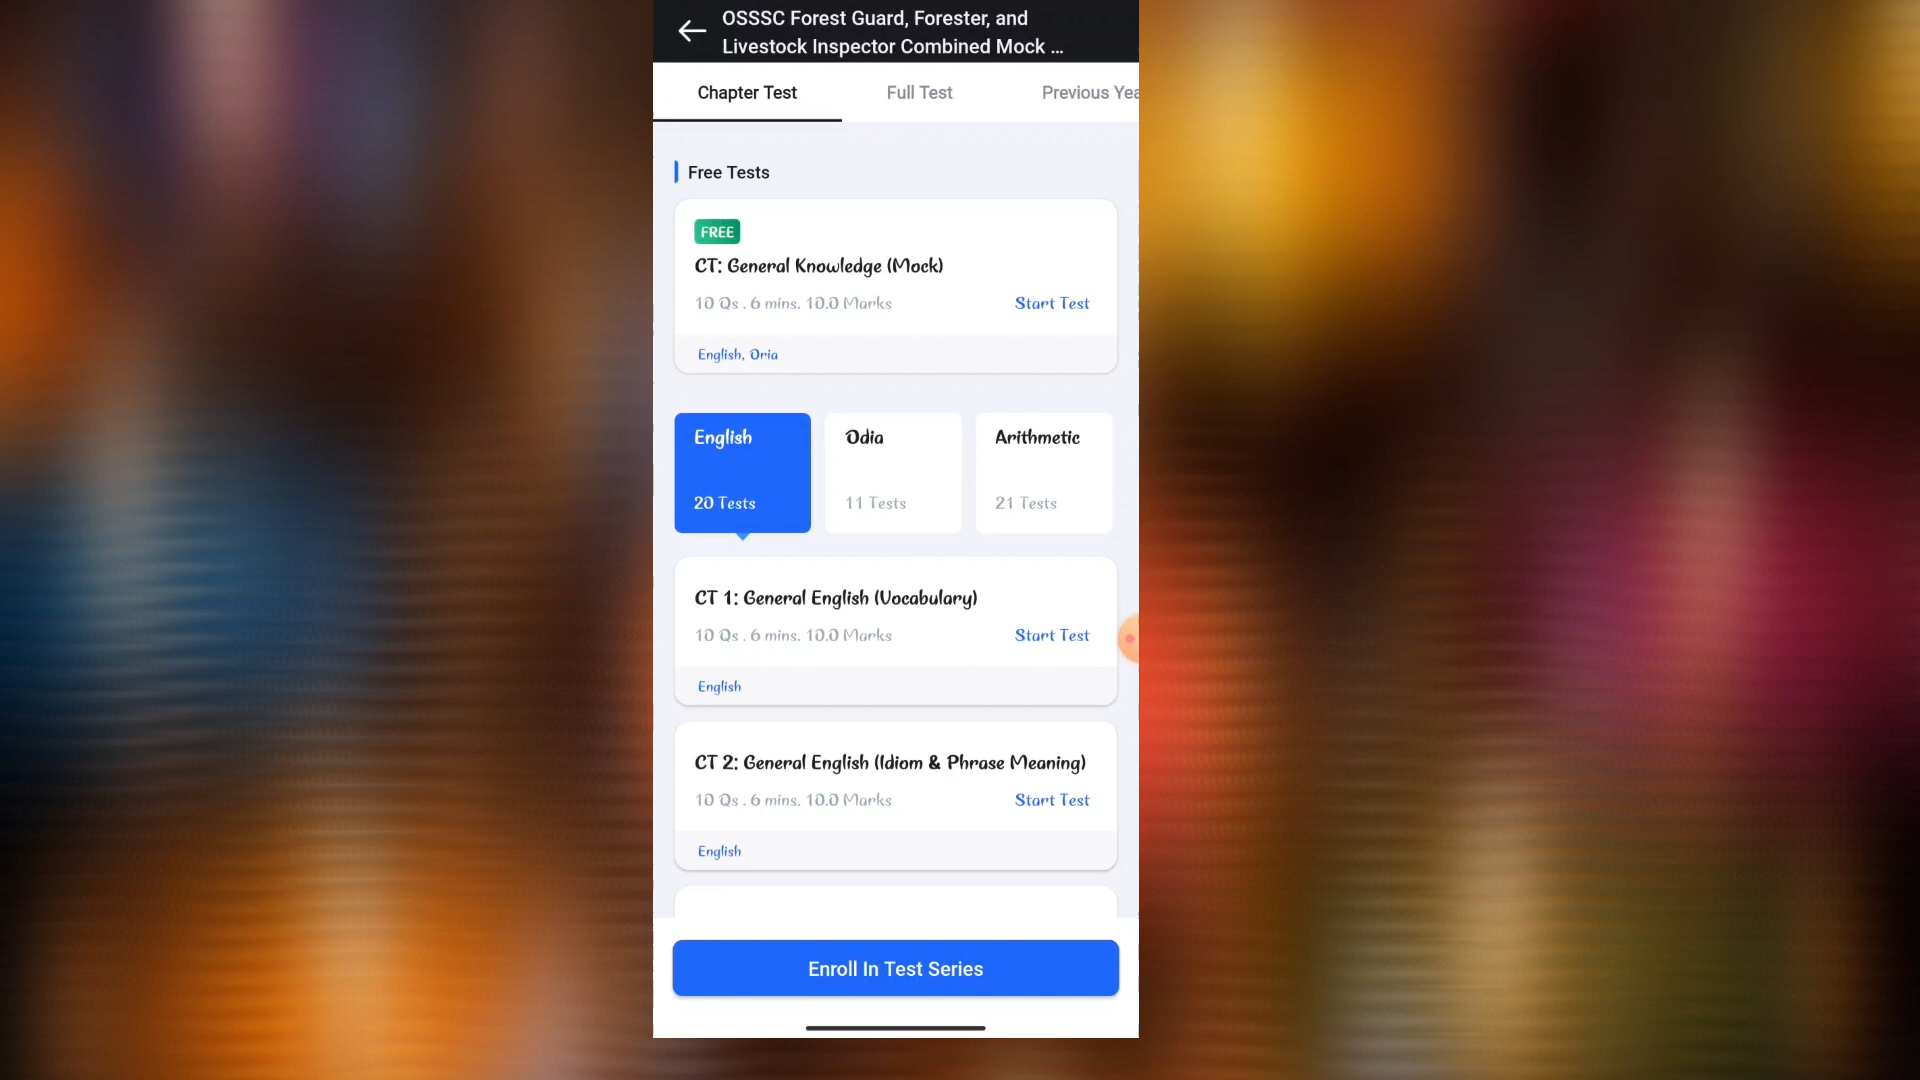 OSSSC Forest Guard, Forester, and
Livestock Inspector Combined Mock ...
Chapter Test
Full Test
Previous Yea
Free Tests
FREE
CT: General Knowledge (Mock)
10 Qs . 6 mins. 10.0 Marks
Start Test
English, Oria
English
Odia
Arithmetic
20 Tests
11 Tests
21 Tests
CT 1: General English (Vocabulary)
10 Qs . 6 mins. 10.0 Marks
Start Test
English
CT 2: General English (Idiom & Phrase Meaning)
10 Qs . 6 mins. 10.0 Marks
Start Test
English
Enroll In Test Series